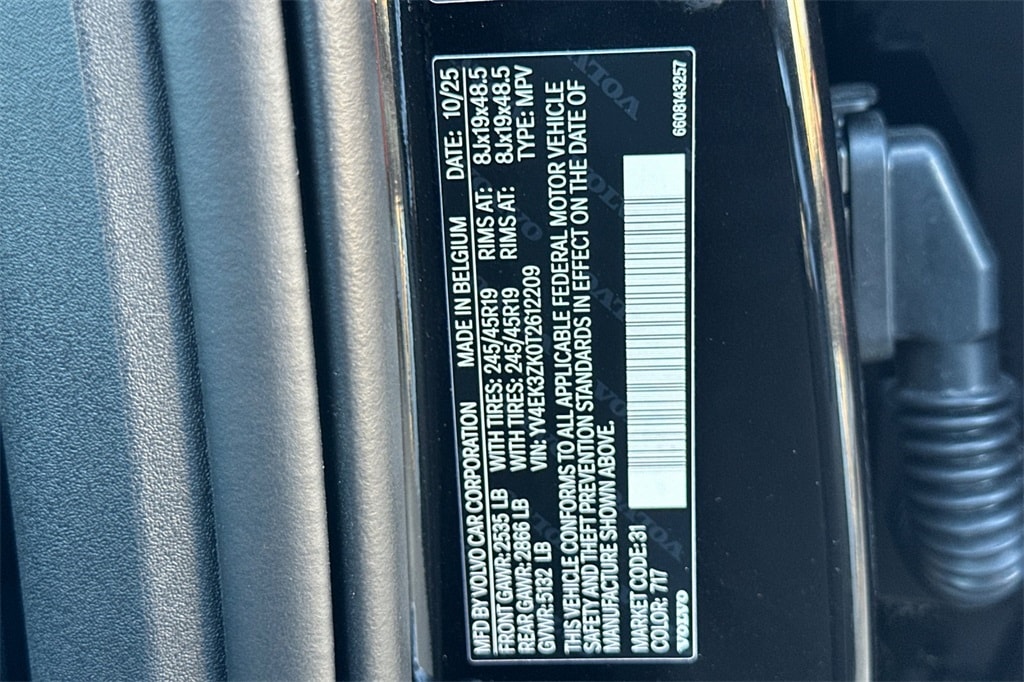 MFD BY VOLVO CAR CORPORATION MADE IN BELGIUM DATE: 10/25
FRONT GAWR: 2535 LB WITH TIRES: 245/45R19 RIMS AT: 8Jx19x48.5
REAR GAWR: 2866 LB WITH TIRES: 245/45R19 RIMS AT: 8Jx19x48.5
GVWR: 5132 LB VIN: YV4EK3ZK0T2612209 TYPE: MPV
THIS VEHICLE CONFORMS TO ALL APPLICABLE FEDERAL MOTOR VEHICLE
SAFETY AND THEFT PREVENTION STANDARDS IN EFFECT ON THE DATE OF
MANUFACTURE SHOWN ABOVE.
MARKET CODE: 31
COLOR: 717
VOLVO
6608143257